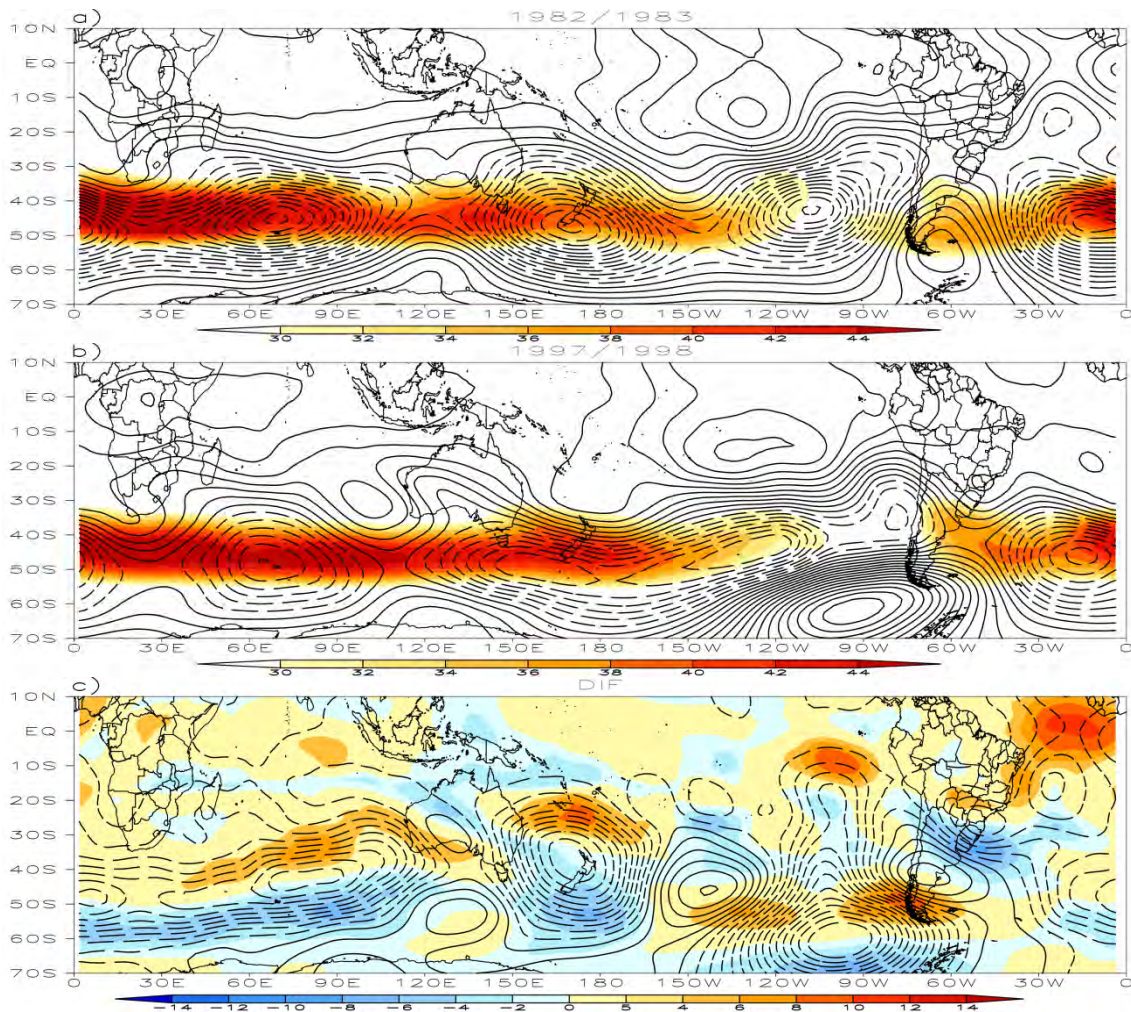 a) 1982/1983
10N
EQ
10S
20S
30S
40S
50S
60S
70S
0 30E 60E 90E 120E 150E 180 150W 120W 90W 60W 30W 0
30 32 34 36 38 40 42 44
b) 1997/1998
10N
EQ
10S
20S
30S
40S
50S
60S
70S
0 30E 60E 90E 120E 150E 180 150W 120W 90W 60W 30W 0
30 32 34 36 38 40 42 44
c) DIF
10N
EQ
10S
20S
30S
40S
50S
60S
70S
0 30E 60E 90E 120E 150E 180 150W 120W 90W 60W 30W 0
-14 -12 -10 -8 -6 -4 -2 0 5 4 6 8 10 12 14